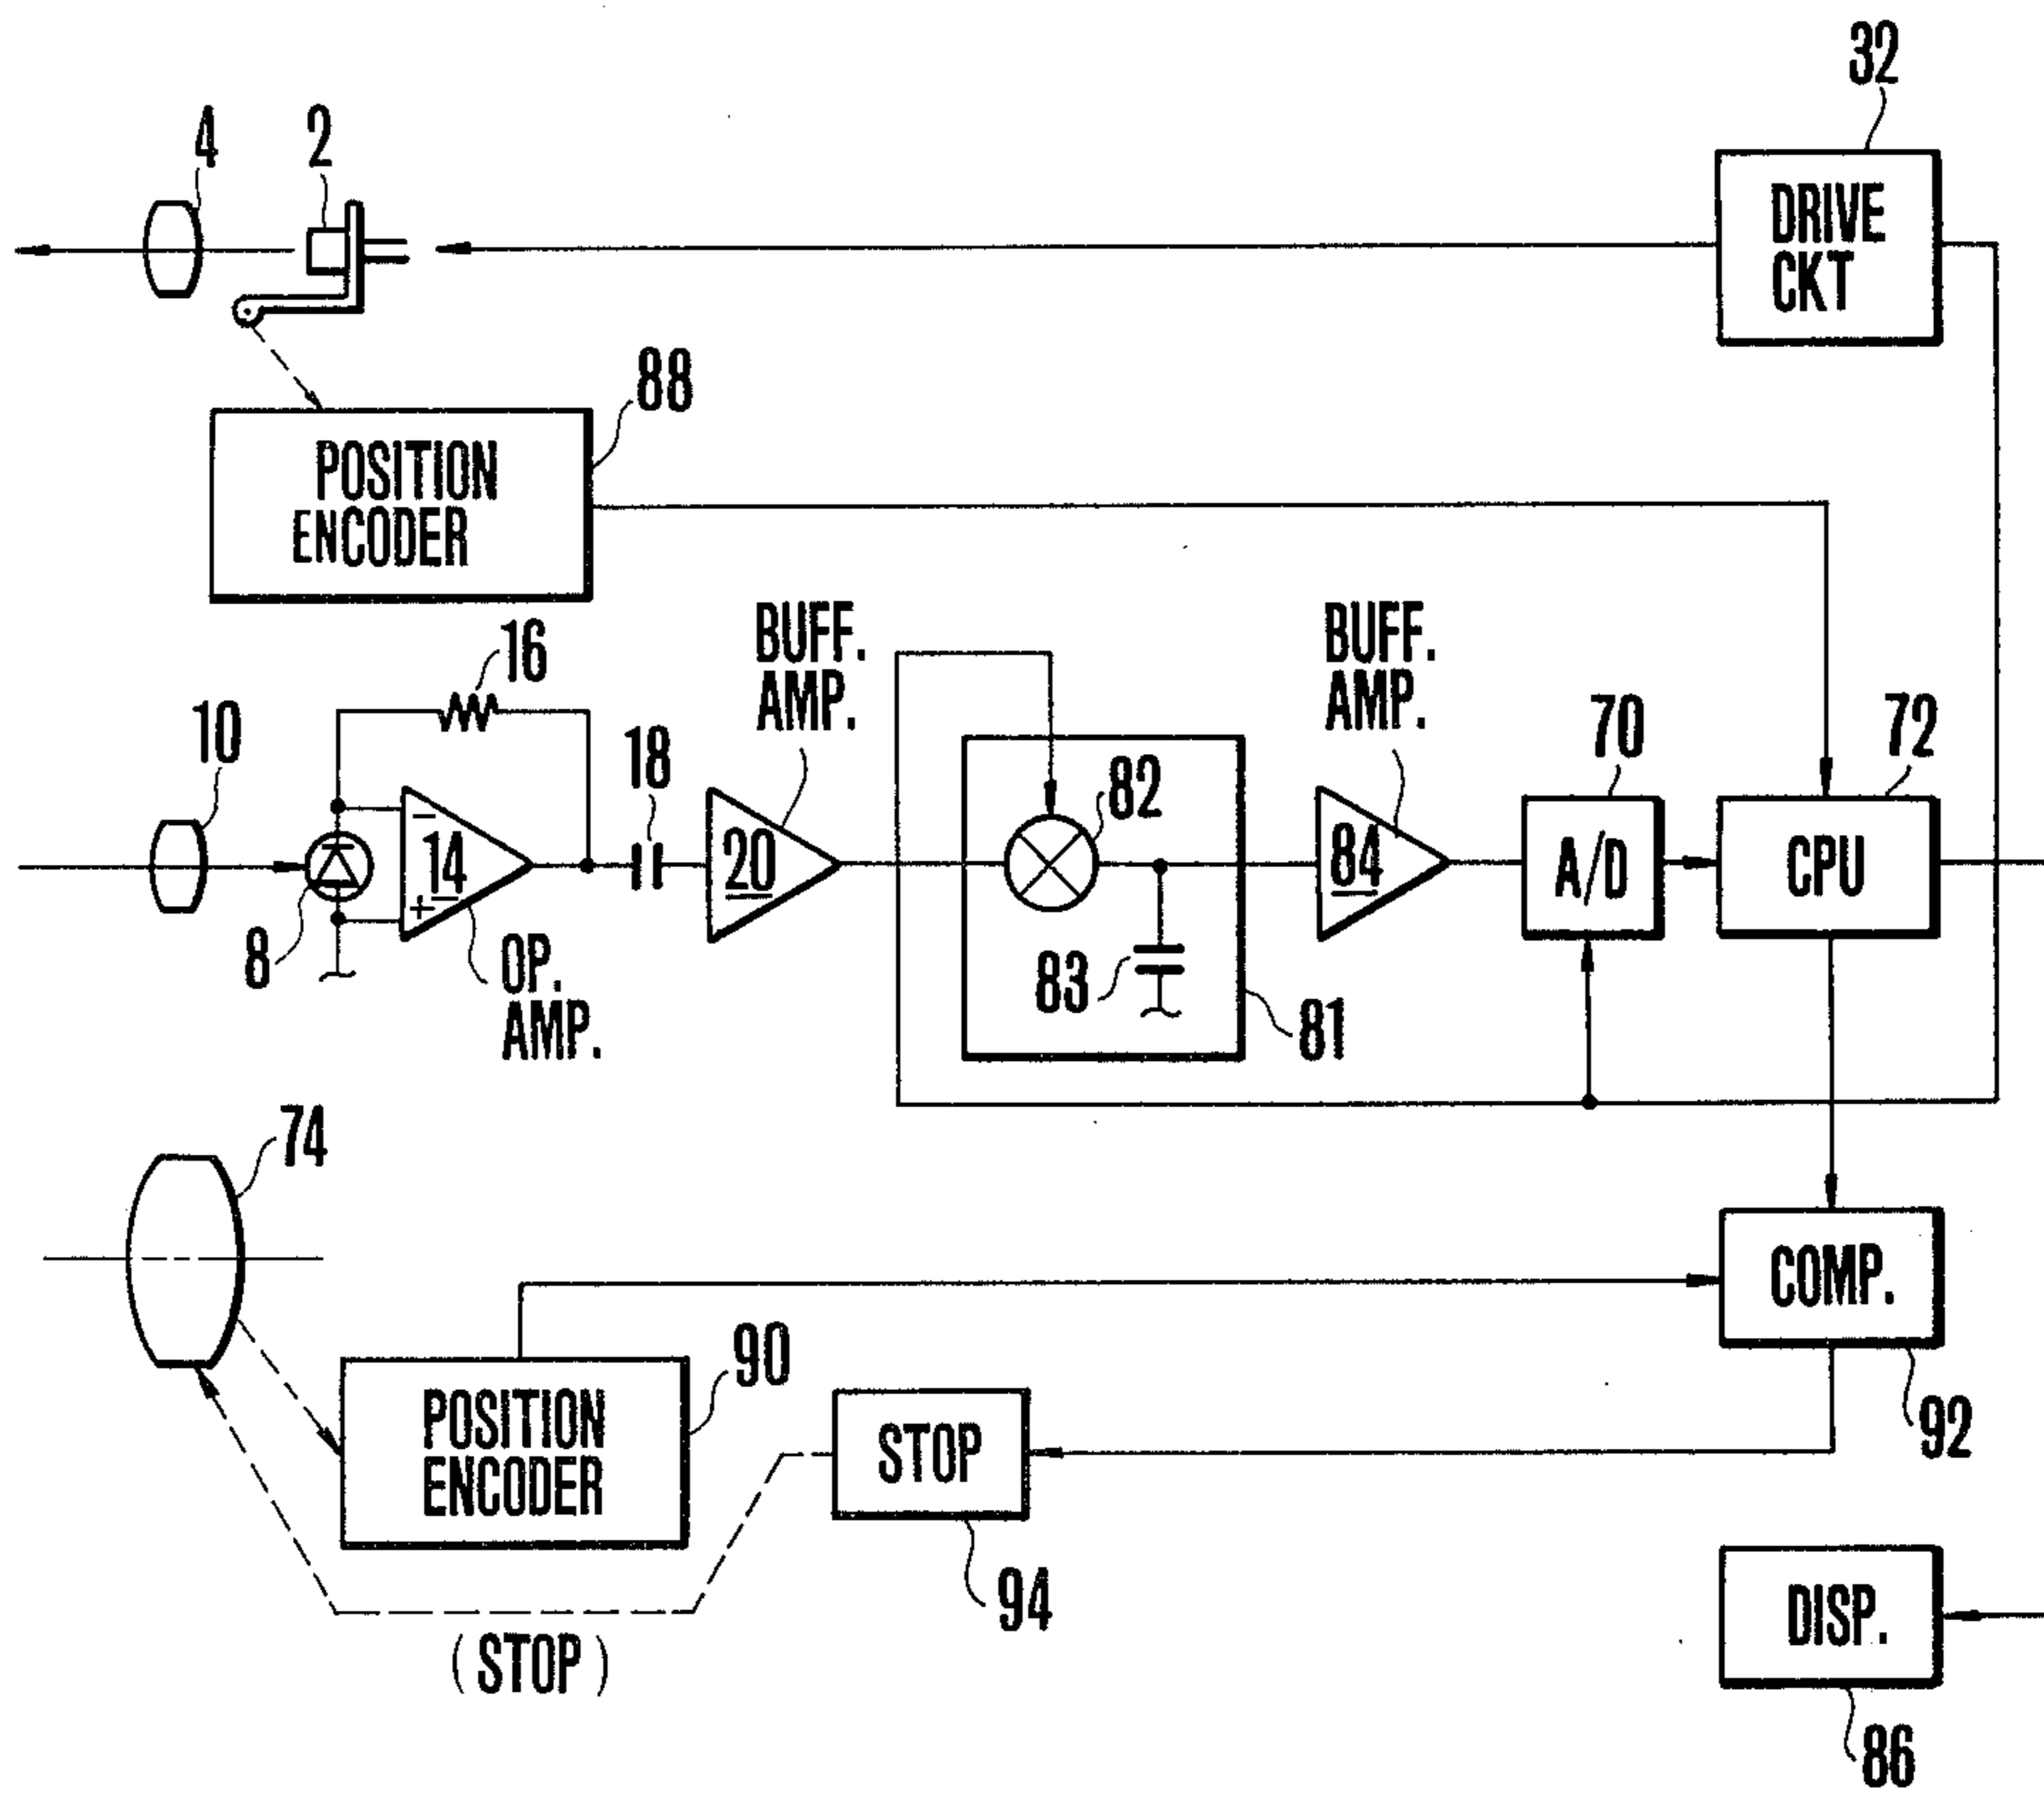 32
4
2
DRIVE
CKT
88
POSITION
ENCODER
BUFF.
AMP.
BUFF.
AMP.
16
10
18
70
72
82
-
14
+
20
84
A/D
CPU
8
OP.
AMP.
83
81
74
COMP.
90
POSITION
ENCODER
STOP
92
94
(STOP)
DISP.
86